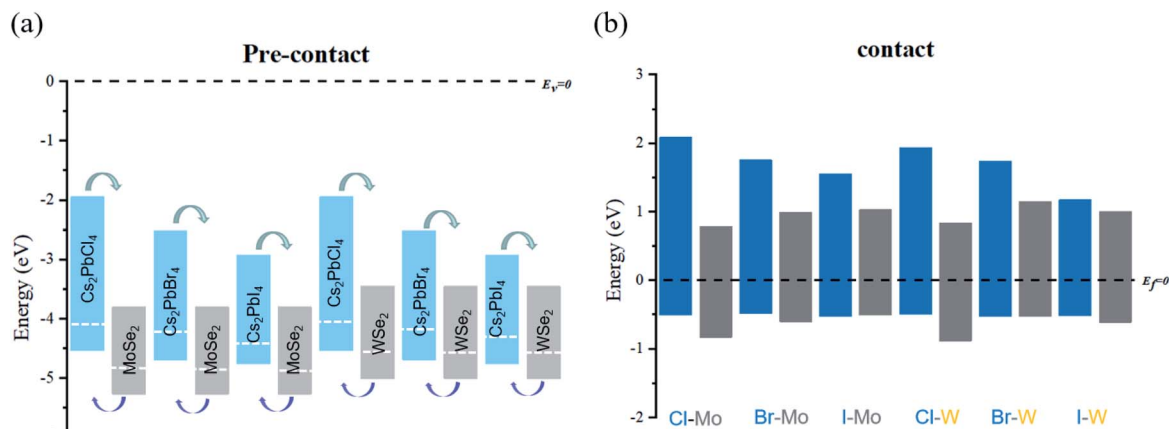 (a)
Pre-contact
0
-1
-2
-3
-4
-5
Energy (eV)
E_v=0
Cs₂PbCl₄
MoSe₂
Cs₂PbBr₄
MoSe₂
Cs₂PbI₄
MoSe₂
Cs₂PbCl₄
WSe₂
Cs₂PbBr₄
WSe₂
Cs₂PbI₄
WSe₂
(b)
contact
3
2
1
0
-1
-2
Energy (eV)
E_f=0
Cl-Mo
Br-Mo
I-Mo
Cl-W
Br-W
I-W